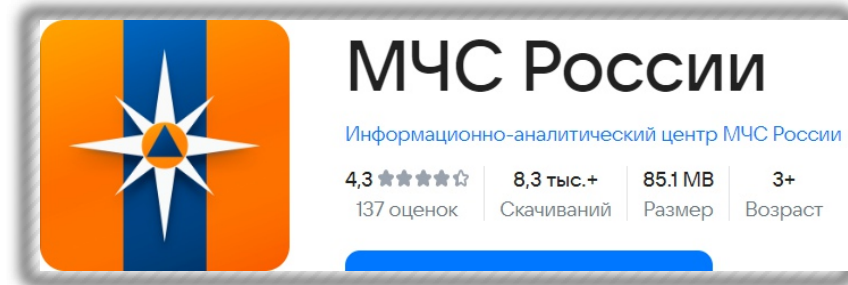 МЧС России
Информационно-аналитический центр МЧС России
4,3 8,3 тыс.+ 85.1 MB 3+
137 оценок Скачиваний Размер Возраст